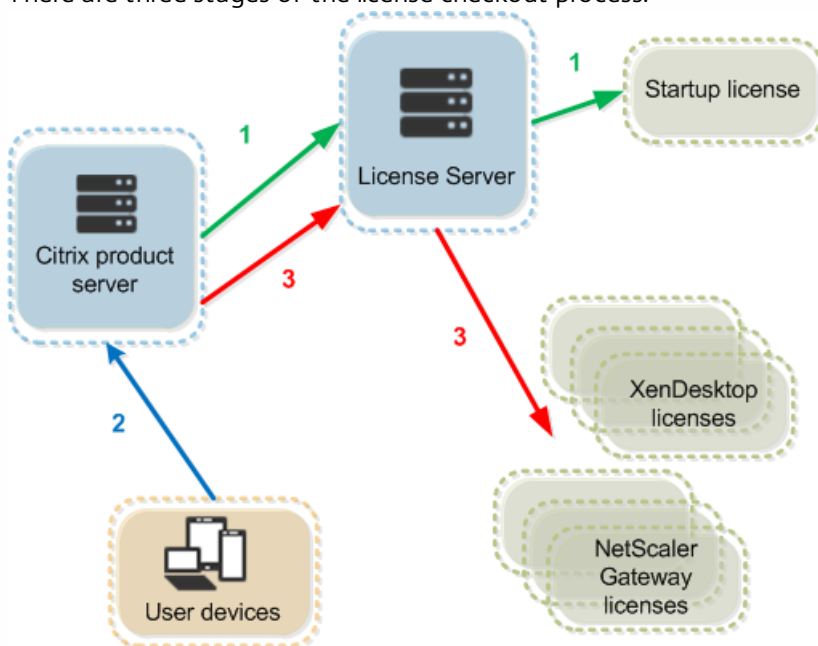 There are three stages of the license checkout process.
1
1
Startup license
License Server
Citrix product
server
3
3
2
XenDesktop
licenses
NetScaler
Gateway
licenses
User devices